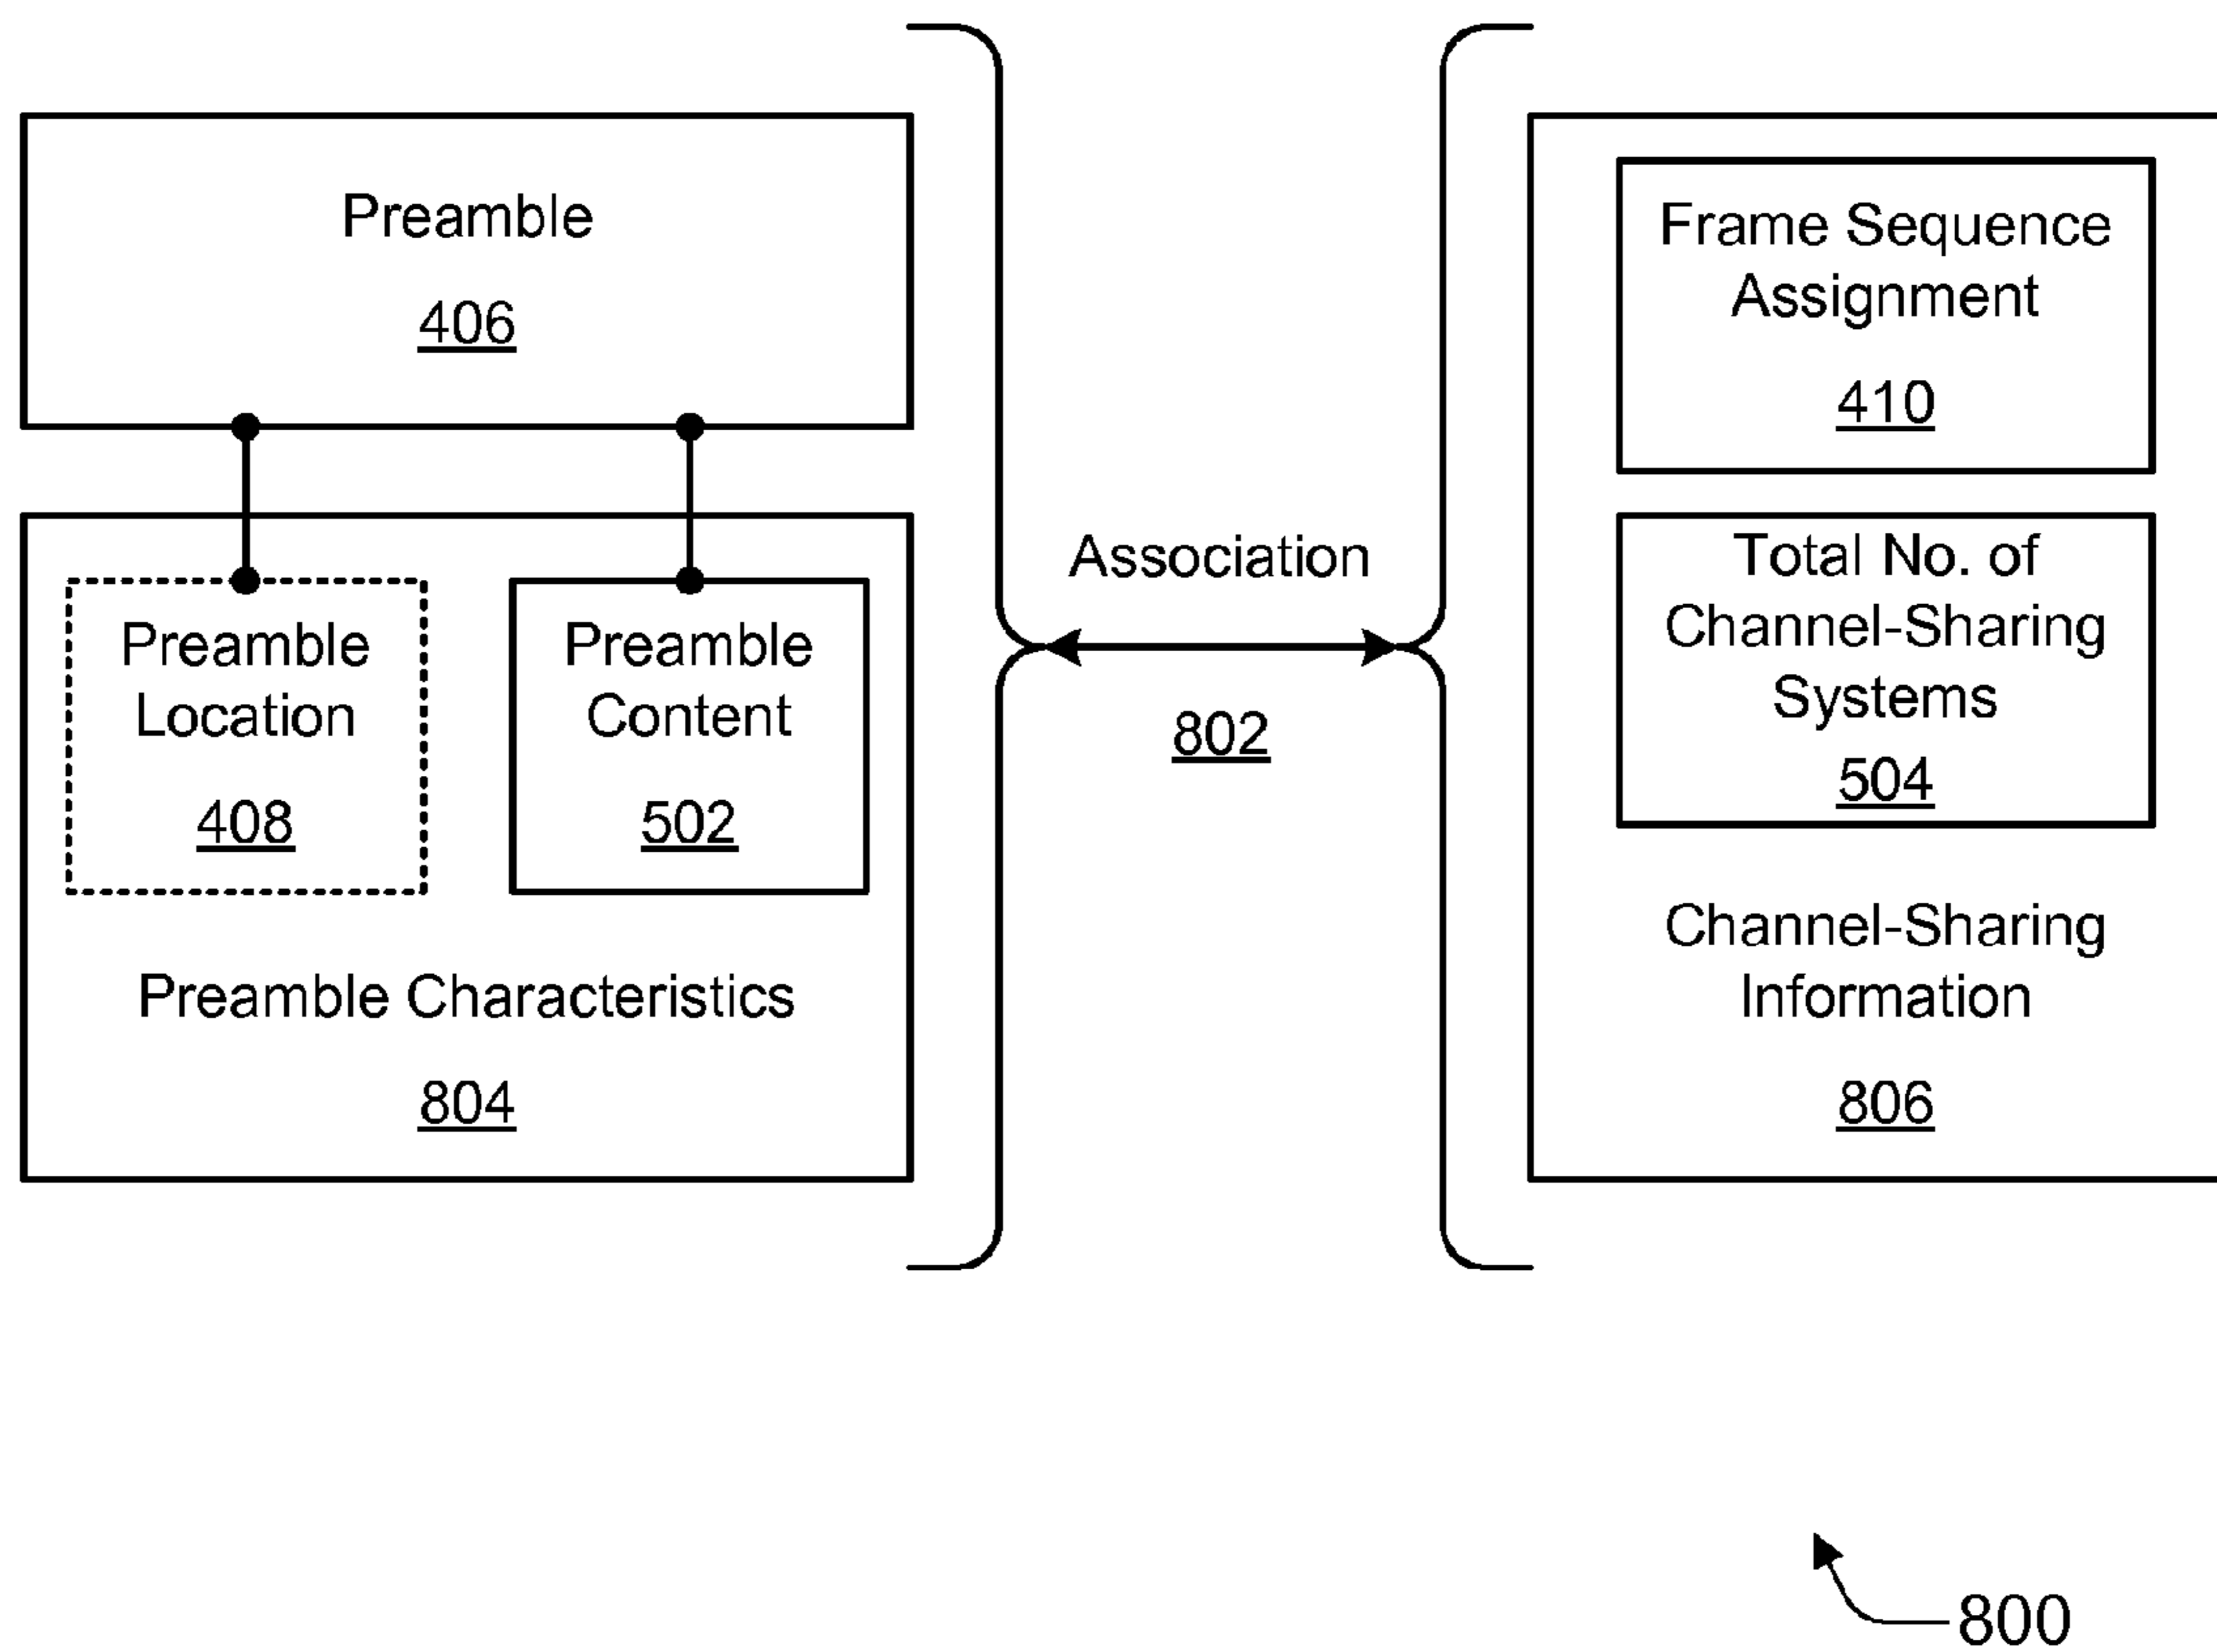 Preamble
406
Preamble
Location
408
Preamble
Content
502
Preamble Characteristics
804
Association
802
Frame Sequence
Assignment
410
Total No. of
Channel-Sharing
Systems
504
Channel-Sharing
Information
806
800